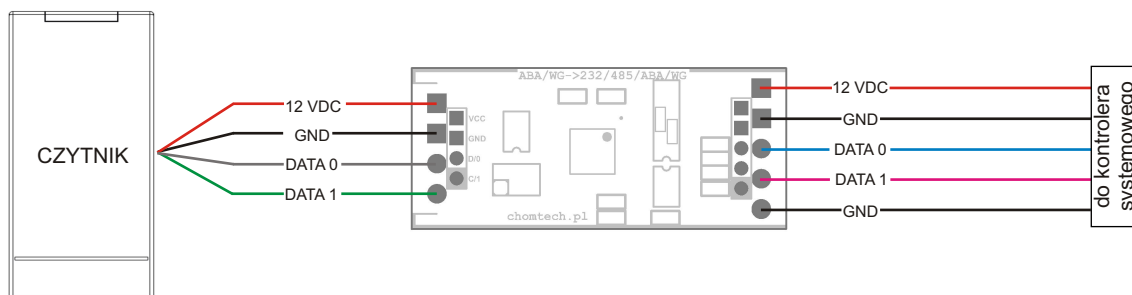 ABA/WG->232/485/ABA/WG
12 VDC
GND
DATA 0
DATA 1
CZYTNIK
VCC
GND
D/0
C/1
chomtech.pl
12 VDC
GND
DATA 0
DATA 1
GND
do kontrolera
systemowego